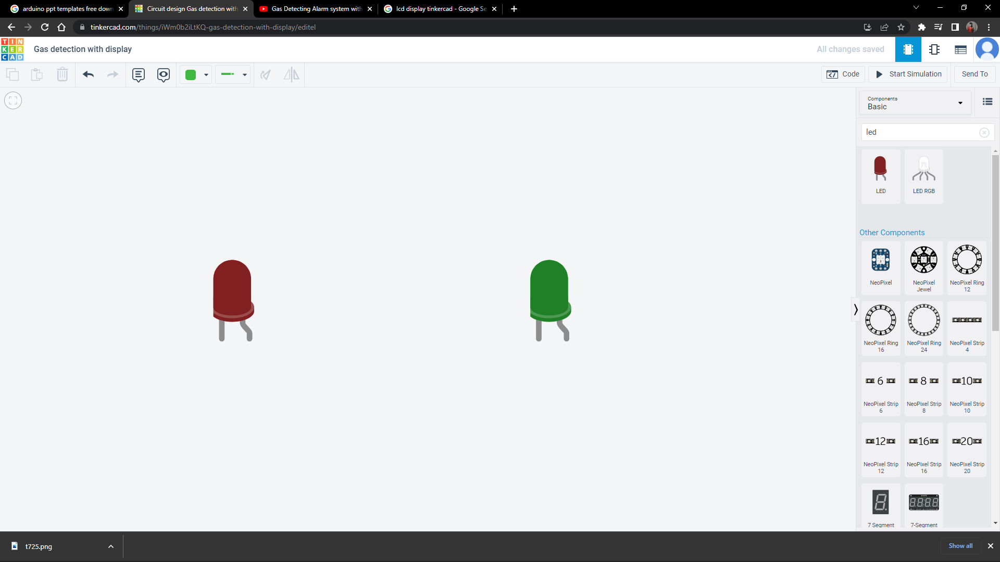 arduino ppt templates free down
Circuit design Gas detection with
Gas Detecting Alarm system with
lcd display tinkercad - Google Se
tinkercad.com/things/iWm0b2iLtKQ-gas-detection-with-display/editel
TIN
KER
CAD
Gas detection with display
All changes saved
Code
Start Simulation
Send To
Components
Basic
led
LED
LED RGB
Other Components
NeoPixel
NeoPixel
Jewel
NeoPixel Ring
12
NeoPixel Ring
16
NeoPixel Ring
24
NeoPixel Strip
4
6
8
10
NeoPixel Strip
6
NeoPixel Strip
8
NeoPixel Strip
10
12
16
20
NeoPixel Strip
12
NeoPixel Strip
16
NeoPixel Strip
20
7 Segment
7-Segment
t725.png
Show all